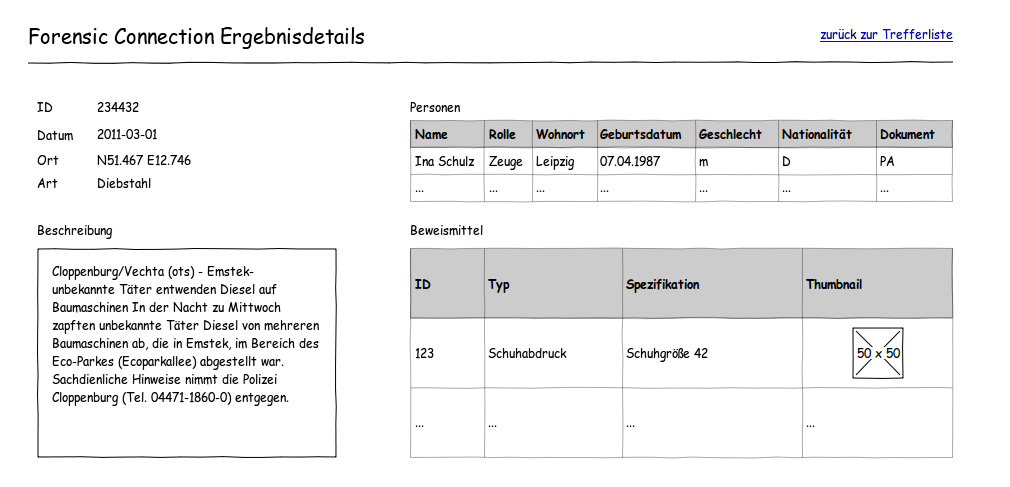 Forensic Connection Ergebnisdetails
zurück zur Trefferliste
ID 234432
Datum 2011-03-01
Ort N51.467 E12.746
Art Diebstahl
Beschreibung
Cloppenburg/Vechta (ots) - Emstek-
unbekannte Täter entwenden Diesel auf
Baumaschinen In der Nacht zu Mittwoch
zapften unbekannte Täter Diesel von mehreren
Baumaschinen ab, die in Emstek, im Bereich des
Eco-Parkes (Ecoparkallee) abgestellt war.
Sachdienliche Hinweise nimmt die Polizei
Cloppenburg (Tel. 04471-1860-0) entgegen.
Personen
Name Rolle Wohnort Geburtsdatum Geschlecht Nationalität Dokument
Ina Schulz Zeuge Leipzig 07.04.1987 m D PA
... ... ... ... ... ... ...
Beweismittel
ID Typ Spezifikation Thumbnail
123 Schuhabdruck Schuhgröße 42 50 x 50
... ... ... ...